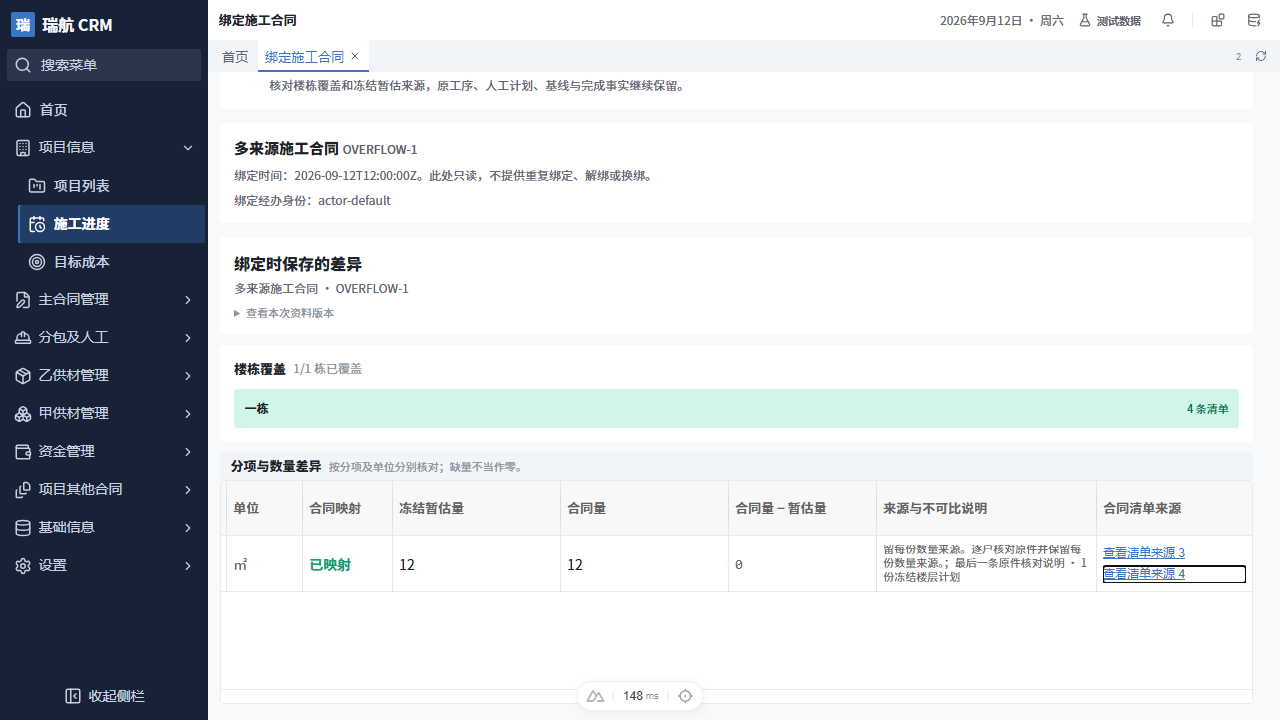 瑞 瑞航 CRM
搜索菜单
首页
项目信息
项目列表
施工进度
目标成本
主合同管理
分包及人工
乙供材管理
甲供材管理
资金管理
项目其他合同
基础信息
设置
收起侧栏
绑定施工合同
2026年9月12日 · 周六 测试数据
首页 绑定施工合同 2
核对楼栋覆盖和冻结暂估来源，原工序、人工计划、基线与完成事实继续保留。
多来源施工合同 OVERFLOW-1
绑定时间：2026-09-12T12:00:00Z。此处只读，不提供重复绑定、解绑或换绑。
绑定经办身份：actor-default
绑定时保存的差异
多来源施工合同 · OVERFLOW-1
查看本次资料版本
楼栋覆盖 1/1 栋已覆盖
一栋 4 条清单
分项与数量差异 按分项及单位分别核对；缺量不当作零。
单位 合同映射 冻结暂估量 合同量 合同量 − 暂估量 来源与不可比说明 合同清单来源
㎡ 已映射 12 12 0
留每份数量来源。逐户核对原件并保留每
份数量来源。；最后一条原件核对说明 · 1
份冻结楼层计划
查看清单来源 3
查看清单来源 4
148 ms